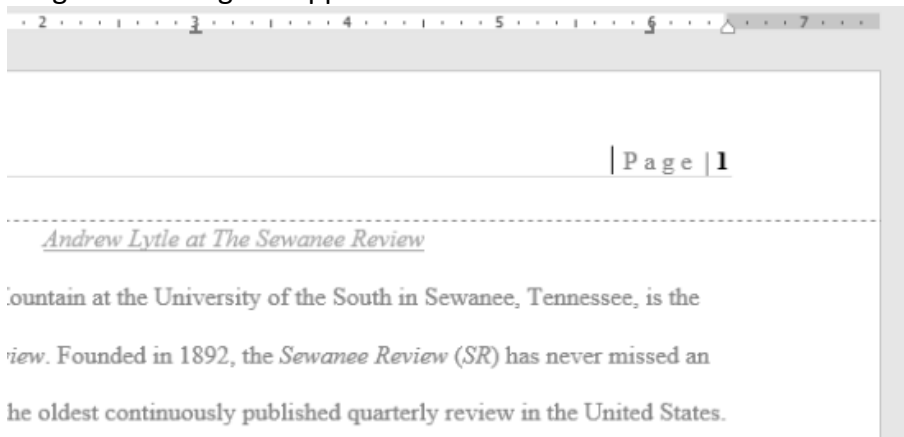 2 3 4 5 6 7
| P a g e | 1
Andrew Lytle at The Sewanee Review
ountain at the University of the South in Sewanee, Tennessee, is the
view. Founded in 1892, the Sewanee Review (SR) has never missed an
he oldest continuously published quarterly review in the United States.